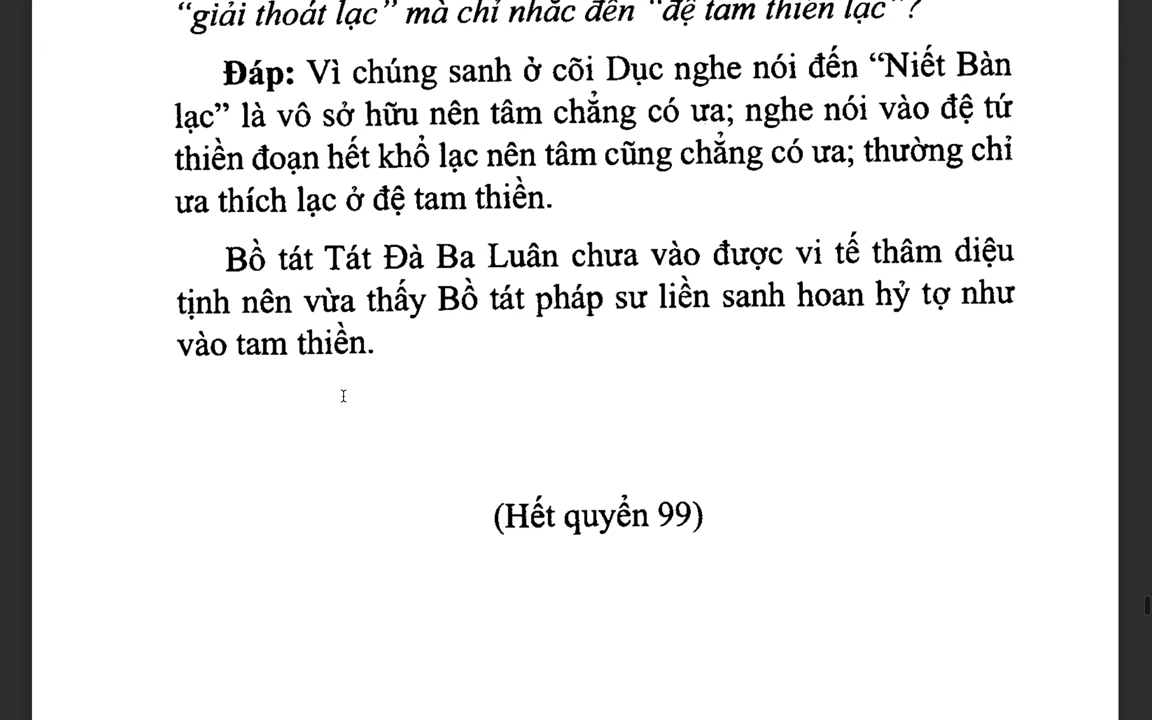 “giải thoát lạc” mà chỉ nhắc đến “đệ tam thiền lạc”?
Đáp: Vì chúng sanh ở cõi Dục nghe nói đến “Niết Bàn
lạc” là vô sở hữu nên tâm chẳng có ưa; nghe nói vào đệ tứ
thiền đoạn hết khổ lạc nên tâm cũng chẳng có ưa; thường chỉ
ưa thích lạc ở đệ tam thiền.
Bồ tát Tát Đà Ba Luân chưa vào được vi tế thâm diệu
tịnh nên vừa thấy Bồ tát pháp sư liền sanh hoan hỷ tợ như
vào tam thiền.
(Hết quyển 99)